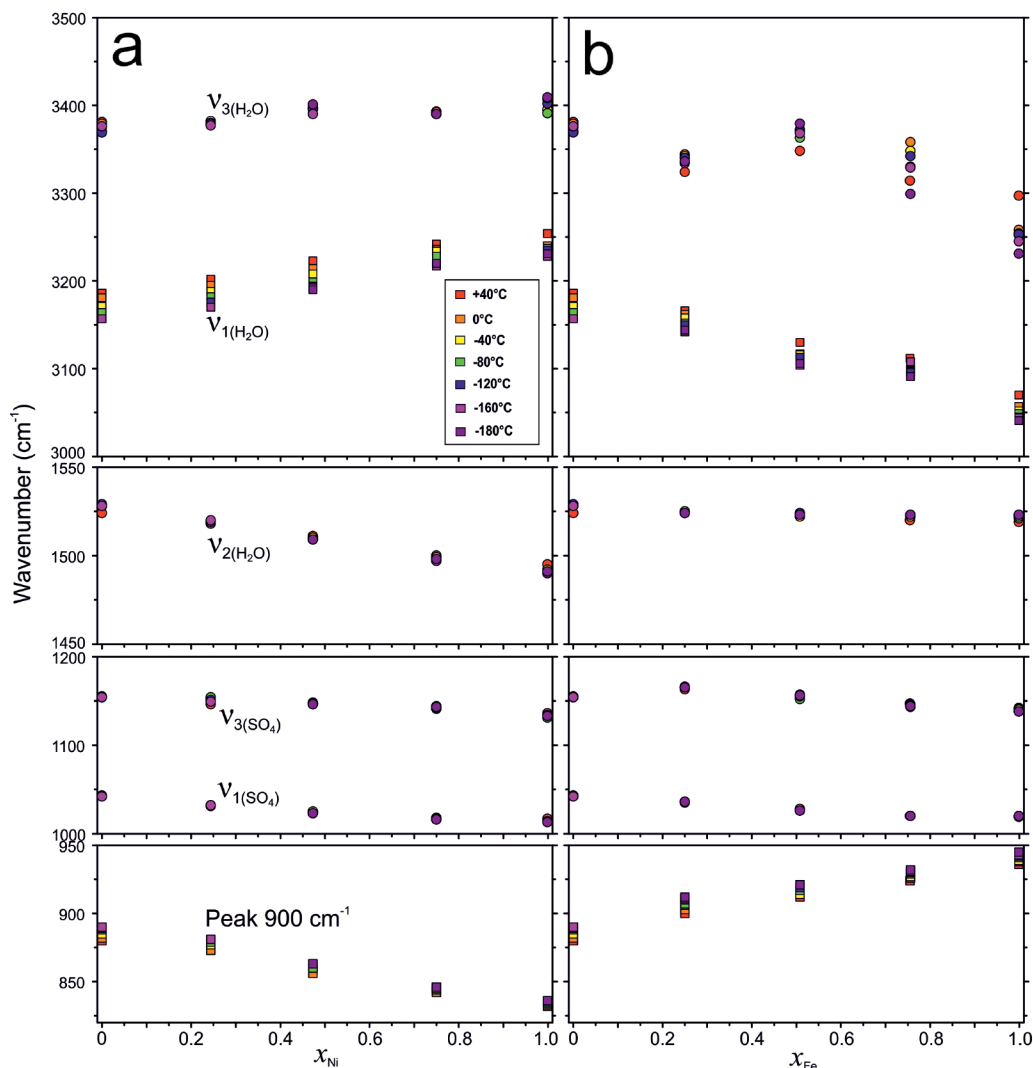 a
b
3500
3400
3300
3200
3100
3000
ν3(H2O)
ν1(H2O)
+40°C
0°C
-40°C
-80°C
-120°C
-160°C
-180°C
Wavenumber (cm-1)
1550
1500
1450
ν2(H2O)
1200
1100
1000
ν3(SO4)
ν1(SO4)
950
900
850
Peak 900 cm-1
0 0.2 0.4 0.6 0.8 1.0
0 0.2 0.4 0.6 0.8 1.0
xNi
xFe